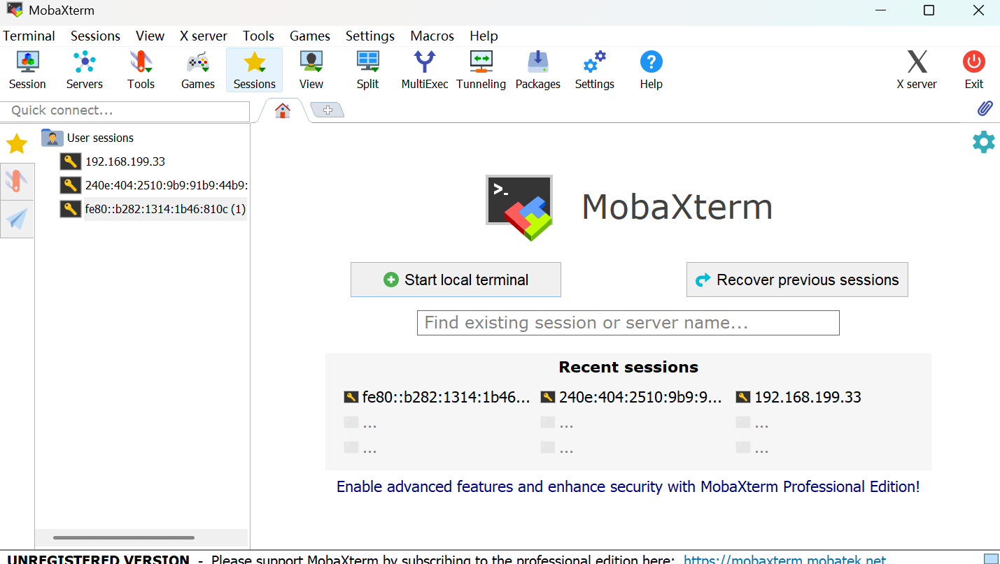 MobaXterm
Terminal Sessions View X server Tools Games Settings Macros Help
Session Servers Tools Games Sessions View Split MultiExec Tunneling Packages Settings Help X server Exit
Quick connect...
User sessions
192.168.199.33
240e:404:2510:9b9:91b9:44b9:
fe80::b282:1314:1b46:810c (1)
>_
MobaXterm
Start local terminal Recover previous sessions
Find existing session or server name...
Recent sessions
fe80::b282:1314:1b46... 240e:404:2510:9b9:9... 192.168.199.33
... ... ...
... ... ...
Enable advanced features and enhance security with MobaXterm Professional Edition!
UNREGISTERED VERSION - Please support MobaXterm by subscribing to the professional edition here: https://mobaxterm.mobatek.net